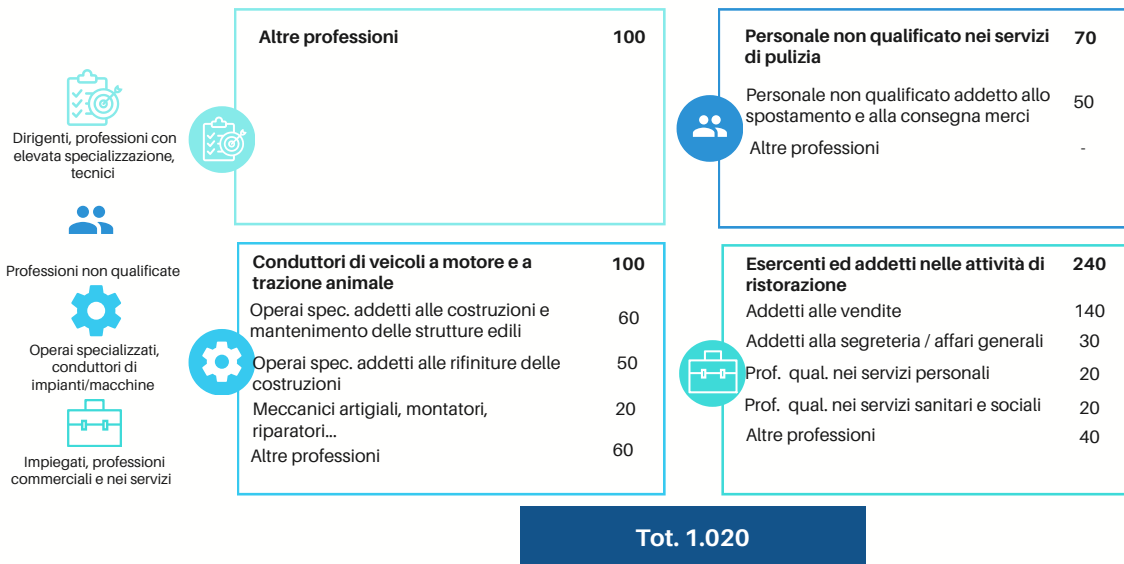 Dirigenti, professioni con
elevata specializzazione,
tecnici
Professioni non qualificate
Operai specializzati,
conduttori di
impianti/macchine
Impiegati, professioni
commerciali e nei servizi
Altre professioni 100
Personale non qualificato nei servizi 70
di pulizia
Personale non qualificato addetto allo 50
spostamento e alla consegna merci
Altre professioni -
Conduttori di veicoli a motore e a 100
trazione animale
Operai spec. addetti alle costruzioni e 60
mantenimento delle strutture edili
Operai spec. addetti alle rifiniture delle 50
costruzioni
Meccanici artigiali, montatori, 20
riparatori...
Altre professioni 60
Esercenti ed addetti nelle attività di 240
ristorazione
Addetti alle vendite 140
Addetti alla segreteria / affari generali 30
Prof. qual. nei servizi personali 20
Prof. qual. nei servizi sanitari e sociali 20
Altre professioni 40
Tot. 1.020